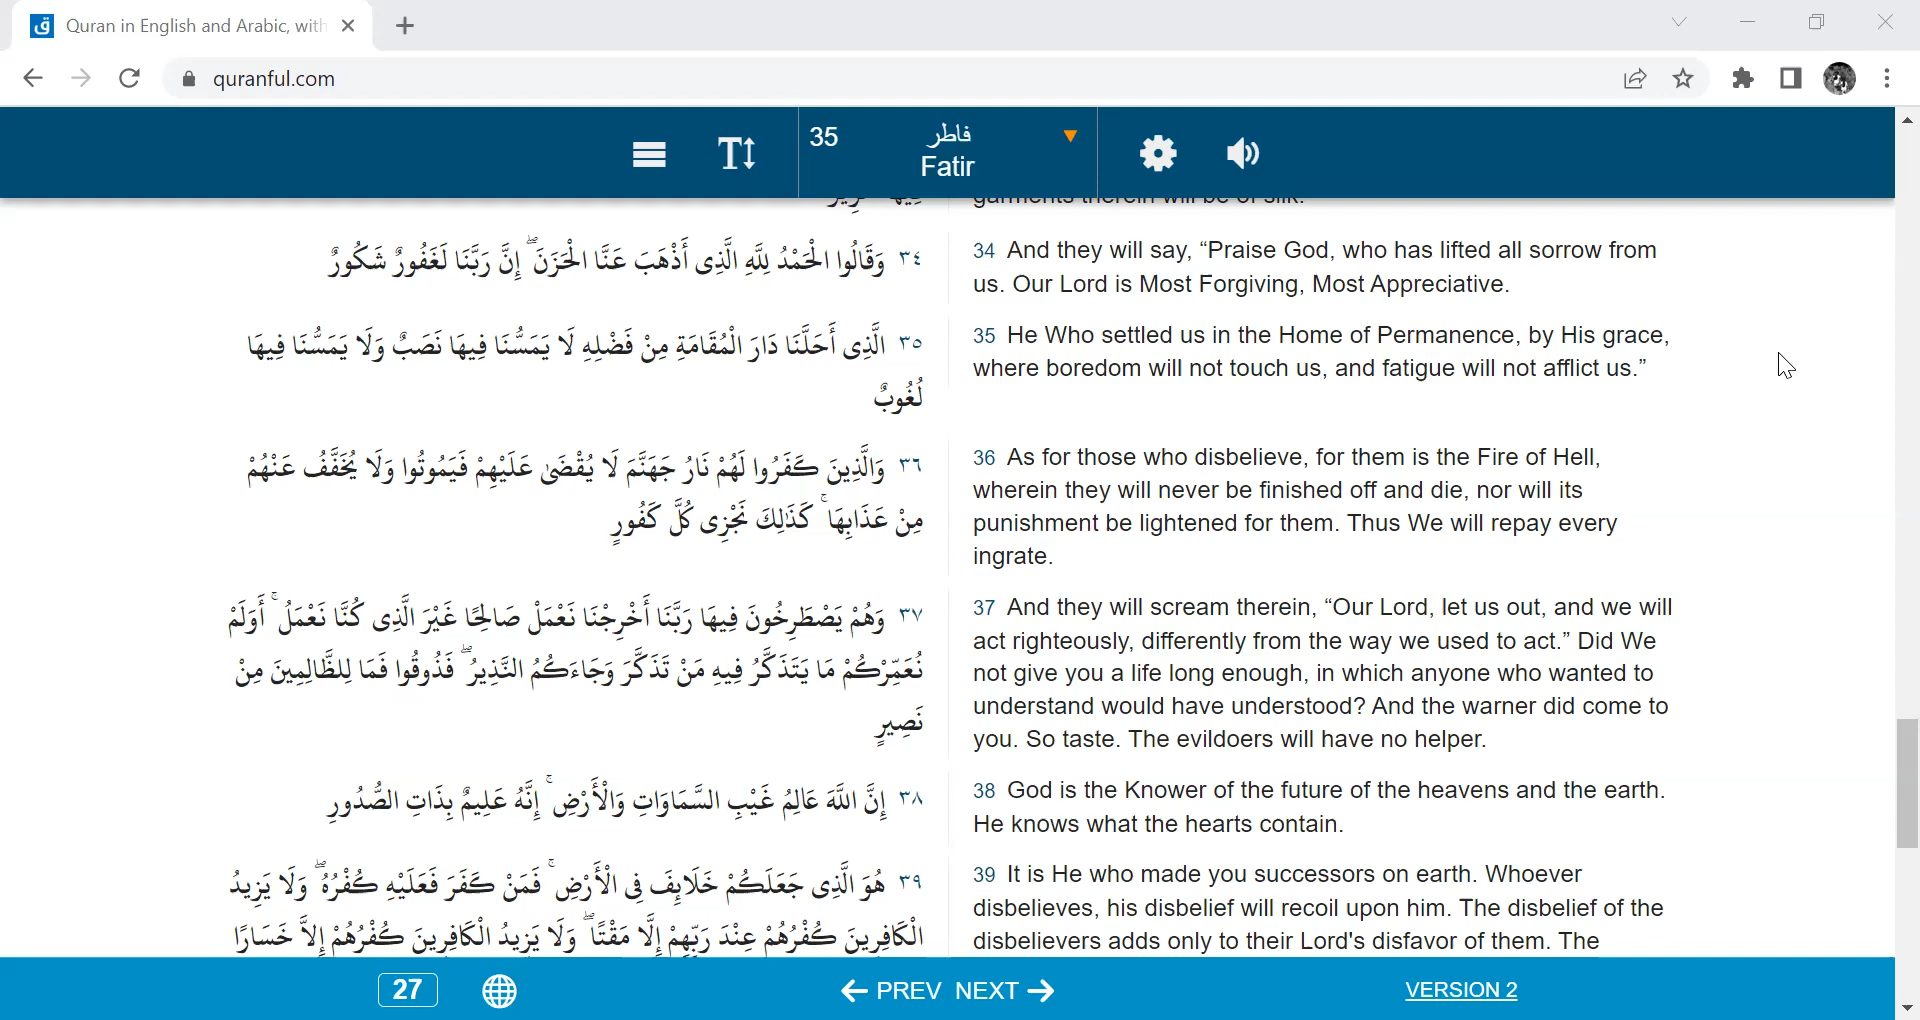 Quran in English and Arabic, with
quranful.com
35
فاطر
Fatir
garments therein will be of silk.
٣٤ وَقَالُوا الْحَمْدُ لِلَّهِ الَّذِى أَذْهَبَ عَنَّا الْحَزَنَ ۖ إِنَّ رَبَّنَا لَغَفُورٌ شَكُورٌ
34 And they will say, “Praise God, who has lifted all sorrow from
us. Our Lord is Most Forgiving, Most Appreciative.
٣٥ الَّذِى أَحَلَّنَا دَارَ الْمُقَامَةِ مِنْ فَضْلِهِ لَا يَمَسُّنَا فِيهَا نَصَبٌ وَلَا يَمَسُّنَا فِيهَا
لُغُوبٌ
35 He Who settled us in the Home of Permanence, by His grace,
where boredom will not touch us, and fatigue will not afflict us.”
٣٦ وَالَّذِينَ كَفَرُوا لَهُمْ نَارُ جَهَنَّمَ لَا يُقْضَىٰ عَلَيْهِمْ فَيَمُوتُوا وَلَا يُخَفَّفُ عَنْهُمْ
مِنْ عَذَابِهَا ۚ كَذَٰلِكَ نَجْزِى كُلَّ كَفُورٍ
36 As for those who disbelieve, for them is the Fire of Hell,
wherein they will never be finished off and die, nor will its
punishment be lightened for them. Thus We will repay every
ingrate.
٣٧ وَهُمْ يَصْطَرِخُونَ فِيهَا رَبَّنَا أَخْرِجْنَا نَعْمَلْ صَالِحًا غَيْرَ الَّذِى كُنَّا نَعْمَلُ ۚ أَوَلَمْ
نُعَمِّرْكُمْ مَا يَتَذَكَّرُ فِيهِ مَنْ تَذَكَّرَ وَجَاءَكُمُ النَّذِيرُ ۖ فَذُوقُوا فَمَا لِلظَّالِمِينَ مِنْ
نَصِيرٍ
37 And they will scream therein, “Our Lord, let us out, and we will
act righteously, differently from the way we used to act.” Did We
not give you a life long enough, in which anyone who wanted to
understand would have understood? And the warner did come to
you. So taste. The evildoers will have no helper.
٣٨ إِنَّ اللَّهَ عَالِمُ غَيْبِ السَّمَاوَاتِ وَالْأَرْضِ ۚ إِنَّهُ عَلِيمٌ بِذَاتِ الصُّدُورِ
38 God is the Knower of the future of the heavens and the earth.
He knows what the hearts contain.
٣٩ هُوَ الَّذِى جَعَلَكُمْ خَلَائِفَ فِى الْأَرْضِ ۚ فَمَنْ كَفَرَ فَعَلَيْهِ كُفْرُهُ ۖ وَلَا يَزِيدُ
الْكَافِرِينَ كُفْرُهُمْ عِنْدَ رَبِّهِمْ إِلَّا مَقْتًا ۖ وَلَا يَزِيدُ الْكَافِرِينَ كُفْرُهُمْ إِلَّا خَسَارًا
39 It is He who made you successors on earth. Whoever
disbelieves, his disbelief will recoil upon him. The disbelief of the
disbelievers adds only to their Lord's disfavor of them. The
27
PREV NEXT
VERSION 2